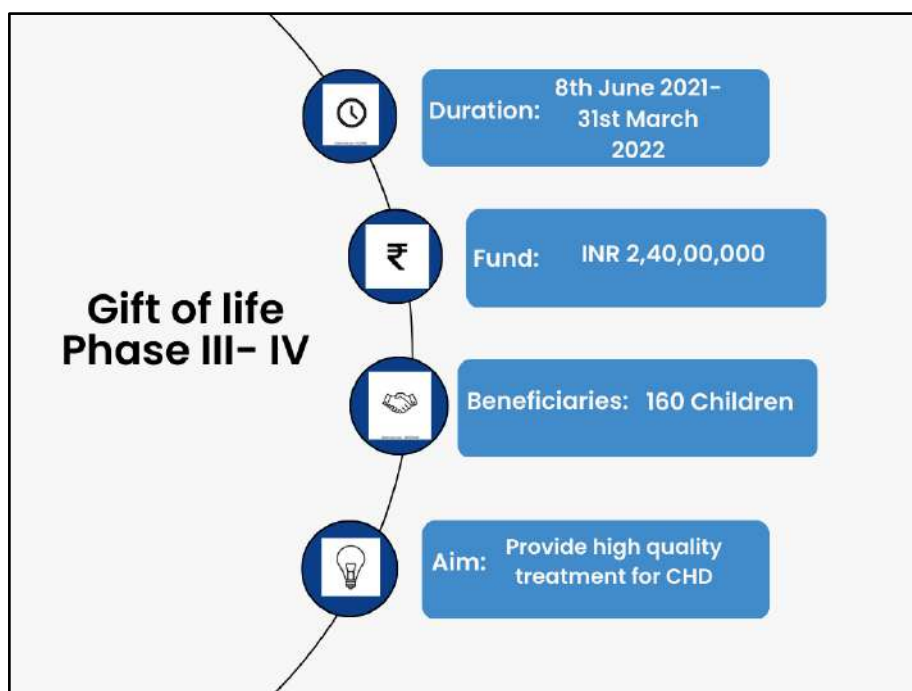 Gift of life
Phase III- IV
Duration:
8th June 2021-
31st March
2022
Fund:
INR 2,40,00,000
₹
Beneficiaries:
160 Children
Aim:
Provide high quality
treatment for CHD